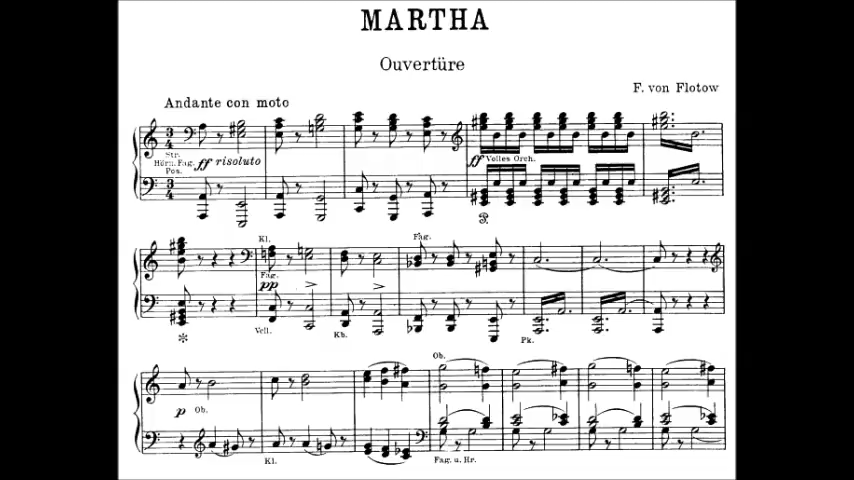 MARTHA
Ouvertüre
F. von Flotow
Andante con moto
Str.
Hörn. Fag.
Pos.
ff risoluto
ff Volles Orch.
Kl.
Fag.
Fag.
pp
Vcll.
Kb.
Pk.
Ob.
p Ob.
Kl.
Fag. u. Hr.